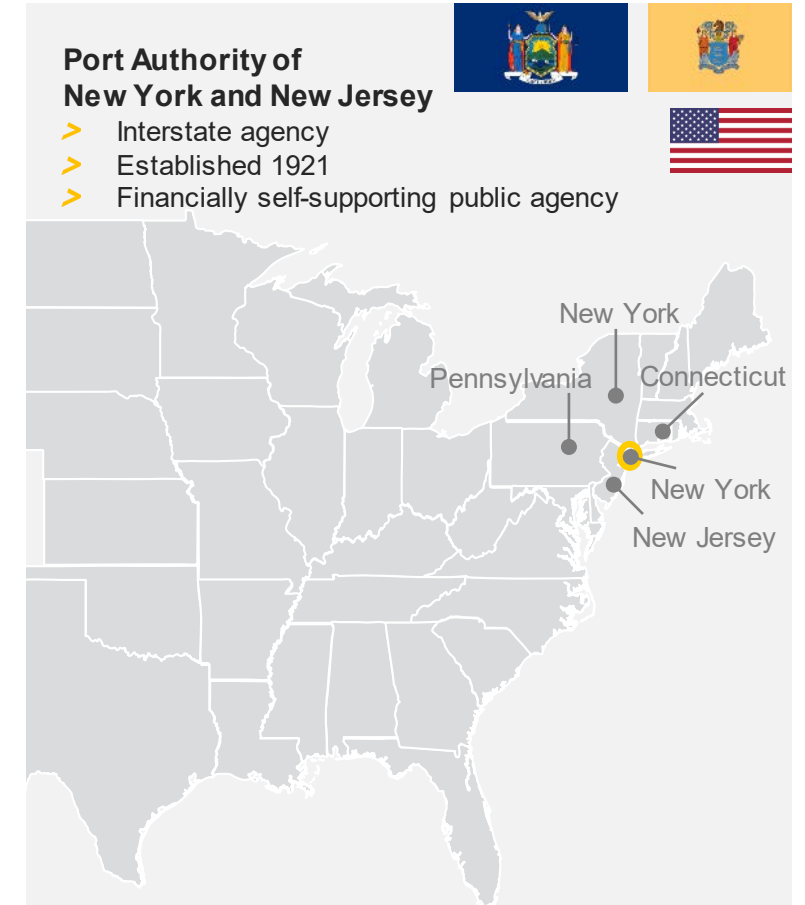 Port Authority of
New York and New Jersey
> Interstate agency
> Established 1921
> Financially self-supporting public agency
New York
Pennsylvania
Connecticut
New York
New Jersey